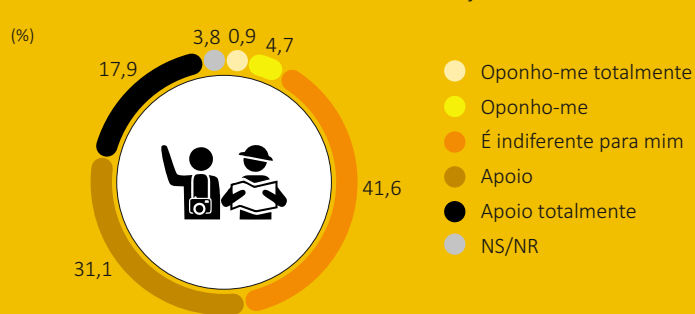 (%)
3,8 0,9 4,7
17,9
41,6
31,1
Oponho-me totalmente
Oponho-me
É indiferente para mim
Apoio
Apoio totalmente
NS/NR